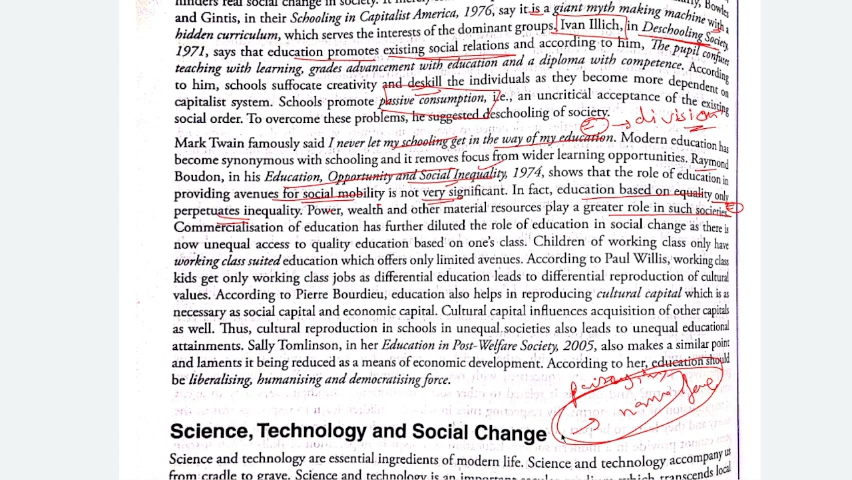 hinders real social change in society. It
Bowles
and Gintis, in their Schooling in Capitalist America, 1976, say it is a giant myth making machine with a
hidden curriculum, which serves the interests of the dominant groups. Ivan Illich, in Deschooling Society,
1971, says that education promotes existing social relations and according to him, The pupil confuse
teaching with learning, grades advancement with education and a diploma with competence. According
to him, schools suffocate creativity and deskill the individuals as they become more dependent on
capitalist system. Schools promote passive consumption, i.e., an uncritical acceptance of the existing
social order. To overcome these problems, he suggested deschooling of society.
→ division
Mark Twain famously said I never let my schooling get in the way of my education. Modern education has
become synonymous with schooling and it removes focus from wider learning opportunities. Raymond
Boudon, in his Education, Opportunity and Social Inequality, 1974, shows that the role of education in
providing avenues for social mobility is not very significant. In fact, education based on equality only
perpetuates inequality. Power, wealth and other material resources play a greater role in such societies.
Commercialisation of education has further diluted the role of education in social change as there is
now unequal access to quality education based on one's class. Children of working class only have
working class suited education which offers only limited avenues. According to Paul Willis, working class
kids get only working class jobs as differential education leads to differential reproduction of cultural
values. According to Pierre Bourdieu, education also helps in reproducing cultural capital which is as
necessary as social capital and economic capital. Cultural capital influences acquisition of other capitals
as well. Thus, cultural reproduction in schools in unequal societies also leads to unequal educational
attainments. Sally Tomlinson, in her Education in Post-Welfare Society, 2005, also makes a similar point
and laments it being reduced as a means of economic development. According to her, education should
be liberalising, humanising and democratising force.
Science, Technology and Social Change
Science and technology are essential ingredients of modern life. Science and technology accompany us
from cradle to grave. Science and technology is an important secular which transcends local